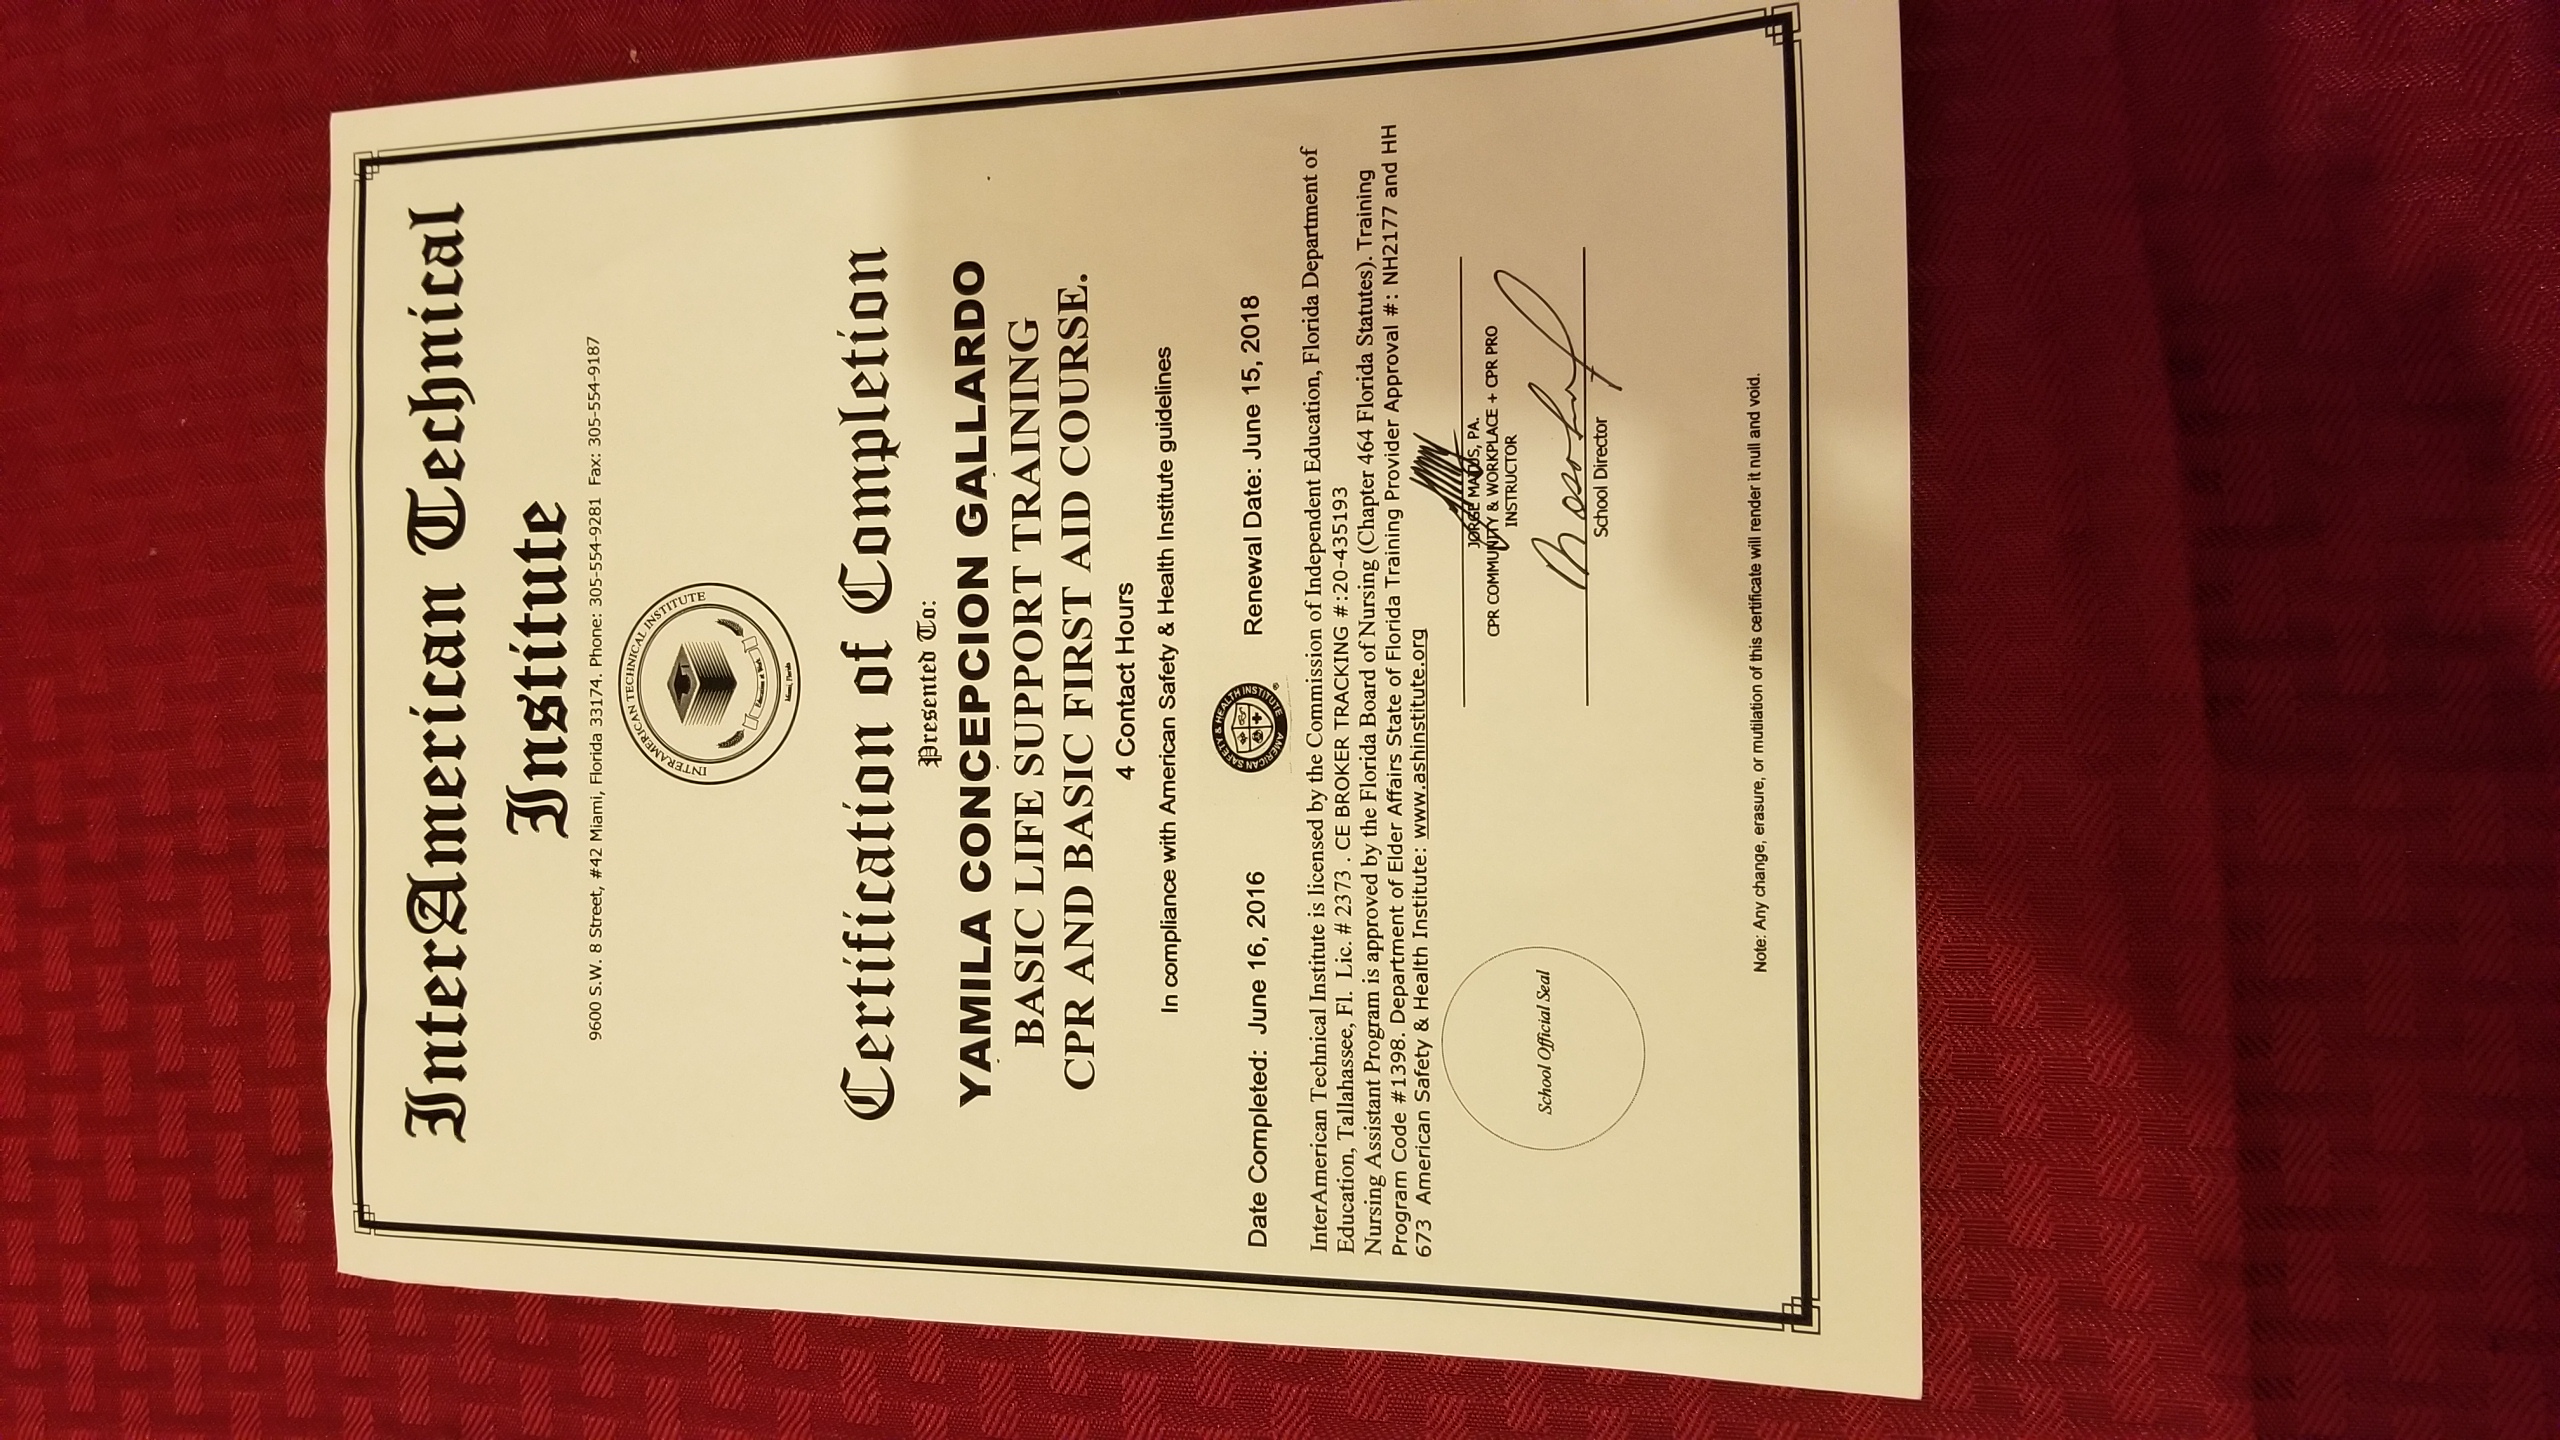 InterAmerican Technical
Institute
9600 S.W. 8 Street, #42 Miami, Florida 33174. Phone: 305-554-9281 Fax: 305-554-9187
INTERAMERICAN TECHNICAL INSTITUTE
Education at Work
Miami, Florida
Certification of Completion
Presented To:
YAMILA CONCEPCION GALLARDO
BASIC LIFE SUPPORT TRAINING
CPR AND BASIC FIRST AID COURSE.
4 Contact Hours
In compliance with American Safety & Health Institute guidelines
Date Completed: June 16, 2016
AMERICAN SAFETY & HEALTH INSTITUTE ®
Renewal Date: June 15, 2018
InterAmerican Technical Institute is licensed by the Commission of Independent Education, Florida Department of
Education, Tallahassee, Fl. Lic. # 2373 . CE BROKER TRACKING #:20-435193
Nursing Assistant Program is approved by the Florida Board of Nursing (Chapter 464 Florida Statutes). Training
Program Code #1398. Department of Elder Affairs State of Florida Training Provider Approval #: NH2177 and HH
673 American Safety & Health Institute: www.ashinstitute.org
JORGE MATUS, PA.
CPR COMMUNITY & WORKPLACE + CPR PRO
INSTRUCTOR
School Official Seal
School Director
Note: Any change, erasure, or mutilation of this certificate will render it null and void.